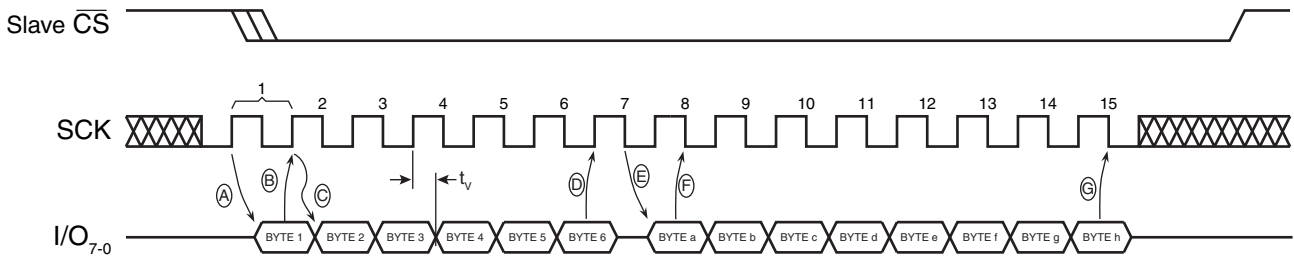 Slave CS
1
2 3 4 5 6 7 8 9 10 11 12 13 14 15
SCK
A B C tV D E F G
I/O7-0
BYTE 1 BYTE 2 BYTE 3 BYTE 4 BYTE 5 BYTE 6 BYTE a BYTE b BYTE c BYTE d BYTE e BYTE f BYTE g BYTE h